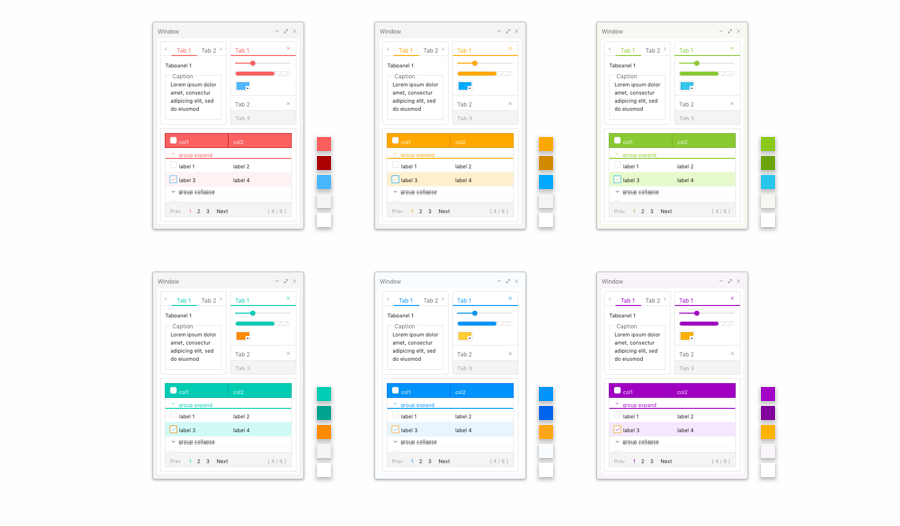 Window
Tab 1 Tab 2 Tab 1
Tabpanel 1
Caption
Lorem ipsum dolor
amet, consectur
adipicing elit, sed
do eiusmod
Tab 2
Tab 3
col1 col2
group expand
label 1 label 2
label 3 label 4
group collapse
Prev 1 2 3 Next [ 4 / 8 ]
Window
Tab 1 Tab 2 Tab 1
Tabpanel 1
Caption
Lorem ipsum dolor
amet, consectur
adipicing elit, sed
do eiusmod
Tab 2
Tab 3
col1 col2
group expand
label 1 label 2
label 3 label 4
group collapse
Prev 1 2 3 Next [ 4 / 8 ]
Window
Tab 1 Tab 2 Tab 1
Tabpanel 1
Caption
Lorem ipsum dolor
amet, consectur
adipicing elit, sed
do eiusmod
Tab 2
Tab 3
col1 col2
group expand
label 1 label 2
label 3 label 4
group collapse
Prev 1 2 3 Next [ 4 / 8 ]
Window
Tab 1 Tab 2 Tab 1
Tabpanel 1
Caption
Lorem ipsum dolor
amet, consectur
adipicing elit, sed
do eiusmod
Tab 2
Tab 3
col1 col2
group expand
label 1 label 2
label 3 label 4
group collapse
Prev 1 2 3 Next [ 4 / 8 ]
Window
Tab 1 Tab 2 Tab 1
Tabpanel 1
Caption
Lorem ipsum dolor
amet, consectur
adipicing elit, sed
do eiusmod
Tab 2
Tab 3
col1 col2
group expand
label 1 label 2
label 3 label 4
group collapse
Prev 1 2 3 Next [ 4 / 8 ]
Window
Tab 1 Tab 2 Tab 1
Tabpanel 1
Caption
Lorem ipsum dolor
amet, consectur
adipicing elit, sed
do eiusmod
Tab 2
Tab 3
col1 col2
group expand
label 1 label 2
label 3 label 4
group collapse
Prev 1 2 3 Next [ 4 / 8 ]